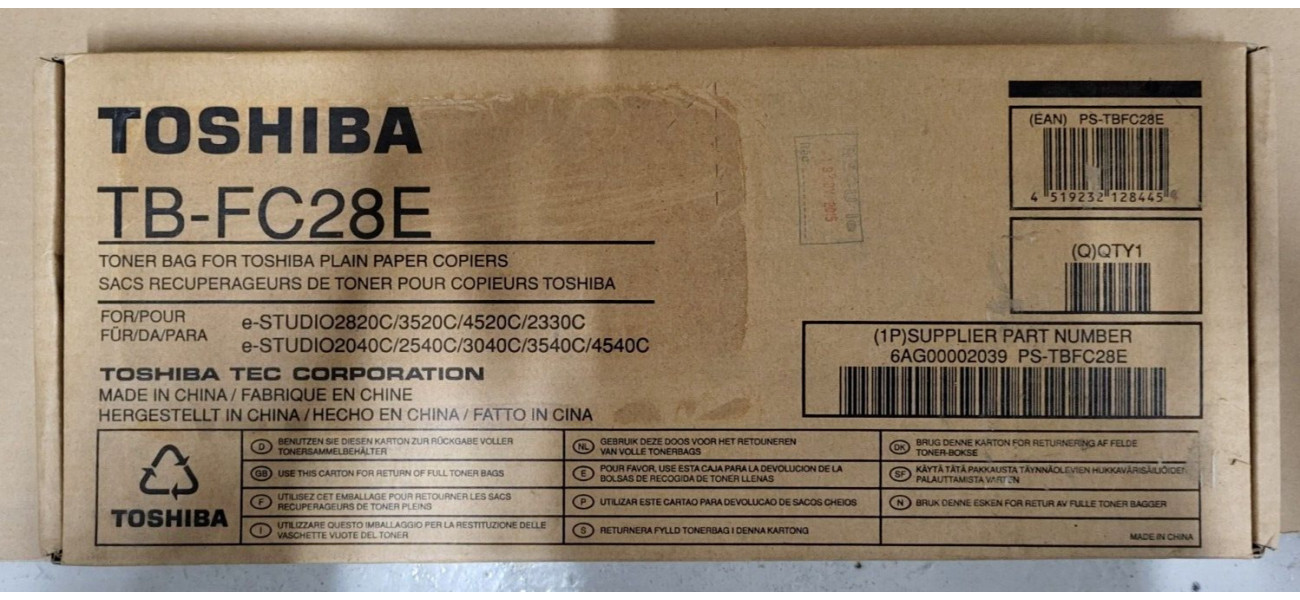 TOSHIBA
TB-FC28E
TONER BAG FOR TOSHIBA PLAIN PAPER COPIERS
SACS RECUPERAGEURS DE TONER POUR COPIEURS TOSHIBA
FOR/POUR
FÜR/DA/PARA
e-STUDIO2820C/3520C/4520C/2330C
e-STUDIO2040C/2540C/3040C/3540C/4540C
TOSHIBA TEC CORPORATION
MADE IN CHINA / FABRIQUE EN CHINE
HERGESTELLT IN CHINA / HECHO EN CHINA / FATTO IN CINA
(EAN) PS-TBFC28E
4 519232 128445
(Q)QTY1
(1P)SUPPLIER PART NUMBER
6AG00002039 PS-TBFC28E
TOSHIBA
D BENUTZEN SIE DIESEN KARTON ZUR RÜCKGABE VOLLER
TONERSAMMELBEHÄLTER
GB USE THIS CARTON FOR RETURN OF FULL TONER BAGS
F UTILISEZ CET EMBALLAGE POUR RETOURNER LES SACS
RECUPERAGEURS DE TONER PLEINS
I UTILIZZARE QUESTO IMBALLAGGIO PER LA RESTITUZIONE DELLE
VASCHETTE VUOTE DEL TONER
NL GEBRUIK DEZE DOOS VOOR HET RETOUNEREN
VAN VOLLE TONERBAGS
E POUR FAVOR, USE ESTA CAJA PARA LA DEVOLUCION DE LA
BOLSAS DE RECOGIDA DE TONER LLENAS
P UTILIZAR ESTE CARTAO PARA DEVOLUCAO DE SACOS CHEIOS
S RETURNERA FYLLD TONERBAG I DENNA KARTONG
DK BRUG DENNE KARTON FOR RETURNERING AF FELDE
TONER-BOKSE
SF KÄYTÄ TÄTÄ PAKKAUSTA TÄYNNÄOLEVIEN HUKKAVÄRISÄILIÖIDEN
PALAUTTAMISTA VARTEN
N BRUK DENNE ESKEN FOR RETUR AV FULLE TONER BAGGER
MADE IN CHINA